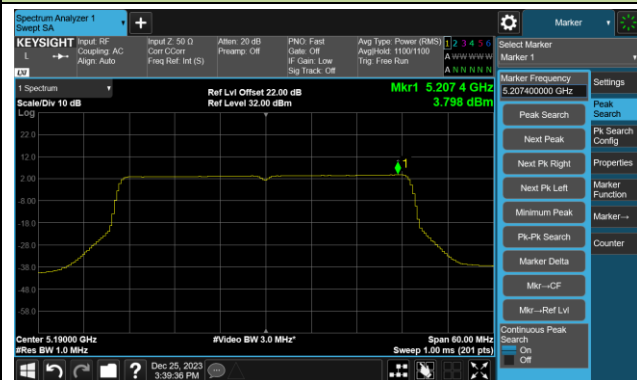 Spectrum Analyzer 1
Swept SA
+
Marker
KEYSIGHT
L
LXI
Input: RF
Coupling: AC
Align: Auto
Input Z: 50 Ω
Corr CCorr
Freq Ref: Int (S)
Atten: 20 dB
Preamp: Off
PNO: Fast
Gate: Off
IF Gain: Low
Sig Track: Off
Avg Type: Power (RMS)
Avg|Hold: 1100/1100
Trig: Free Run
1 2 3 4 5 6
A W W W W W
A N N N N N
Select Marker
Marker 1
1 Spectrum
Scale/Div 10 dB
Log
Ref Lvl Offset 22.00 dB
Ref Level 32.00 dBm
Mkr1 5.207 4 GHz
3.798 dBm
22.0
12.0
2.00
-8.00
-18.0
-28.0
-38.0
-48.0
-58.0
1
Center 5.19000 GHz
#Res BW 1.0 MHz
#Video BW 3.0 MHz*
Span 60.00 MHz
Sweep 1.00 ms (201 pts)
Marker Frequency
5.207400000 GHz
Peak Search
Next Peak
Next Pk Right
Next Pk Left
Minimum Peak
Pk-Pk Search
Marker Delta
Mkr→CF
Mkr→Ref Lvl
Continuous Peak
Search
On
Off
Settings
Peak
Search
Pk Search
Config
Properties
Marker
Function
Marker→
Counter
?
Dec 25, 2023
3:39:36 PM